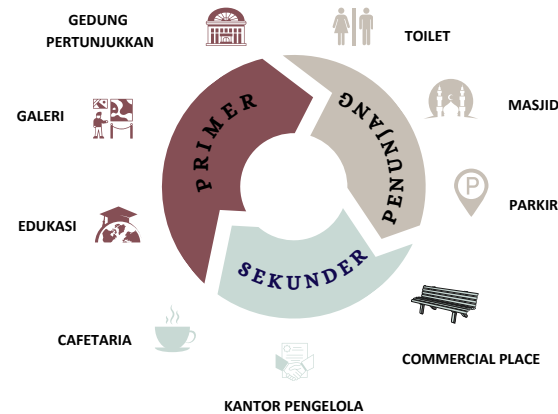 GEDUNG
PERTUNJUKKAN
TOILET
GALERI
PRIMER
PENUNJANG
MASJID
P
PARKIR
EDUKASI
SEKUNDER
CAFETARIA
COMMERCIAL PLACE
KANTOR PENGELOLA